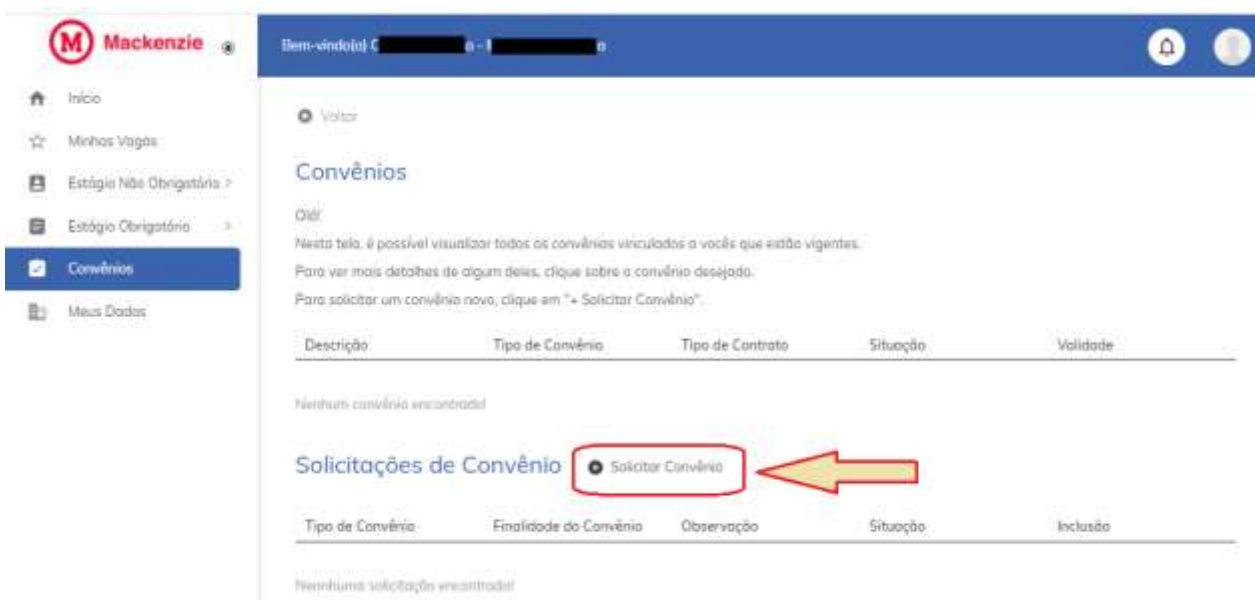 M Mackenzie
Bem-vindo(a) C
Início
Minhas Vagas
Estágio Não Obrigatório >
Estágio Obrigatório >
Convênios
Meus Dados
Voltar
Convênios
Olá!
Nesta tela, é possível visualizar todos os convênios vinculados a vocês que estão vigentes.
Para ver mais detalhes de algum deles, clique sobre o convênio desejado.
Para solicitar um convênio novo, clique em "+ Solicitar Convênio".
Descrição Tipo de Convênio Tipo de Contrato Situação Validade
Nenhum convênio encontrado!
Solicitações de Convênio Solicitar Convênio
Tipo de Convênio Finalidade do Convênio Observação Situação Inclusão
Nennhuma solicitação encontrada!